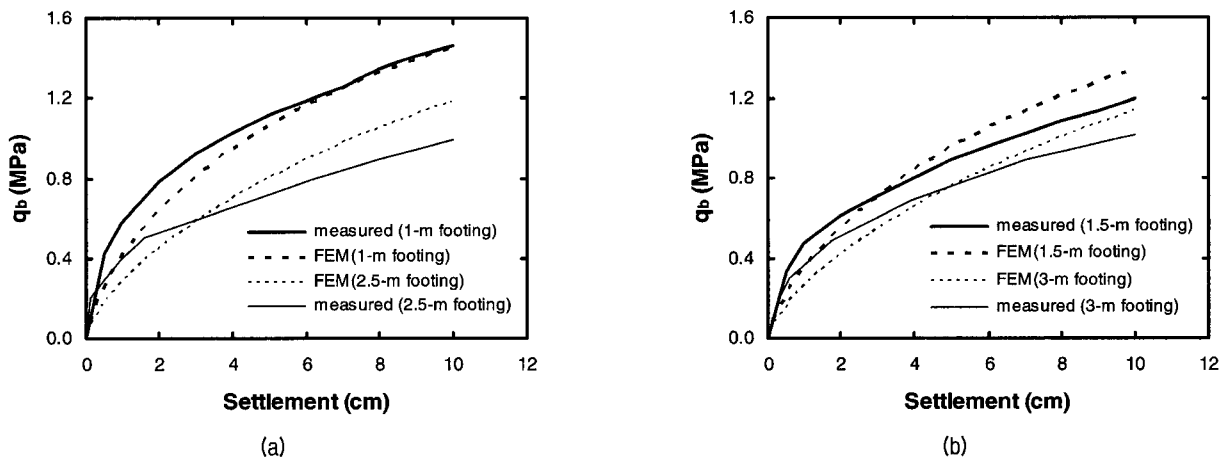 1.6
1.2
0.8
0.4
0.0
qb (MPa)
measured (1-m footing)
FEM(1-m footing)
FEM(2.5-m footing)
measured (2.5-m footing)
0 2 4 6 8 10 12
Settlement (cm)
(a)
1.6
1.2
0.8
0.4
0.0
qb (MPa)
measured (1.5-m footing)
FEM(1.5-m footing)
FEM(3-m footing)
measured (3-m footing)
0 2 4 6 8 10 12
Settlement (cm)
(b)